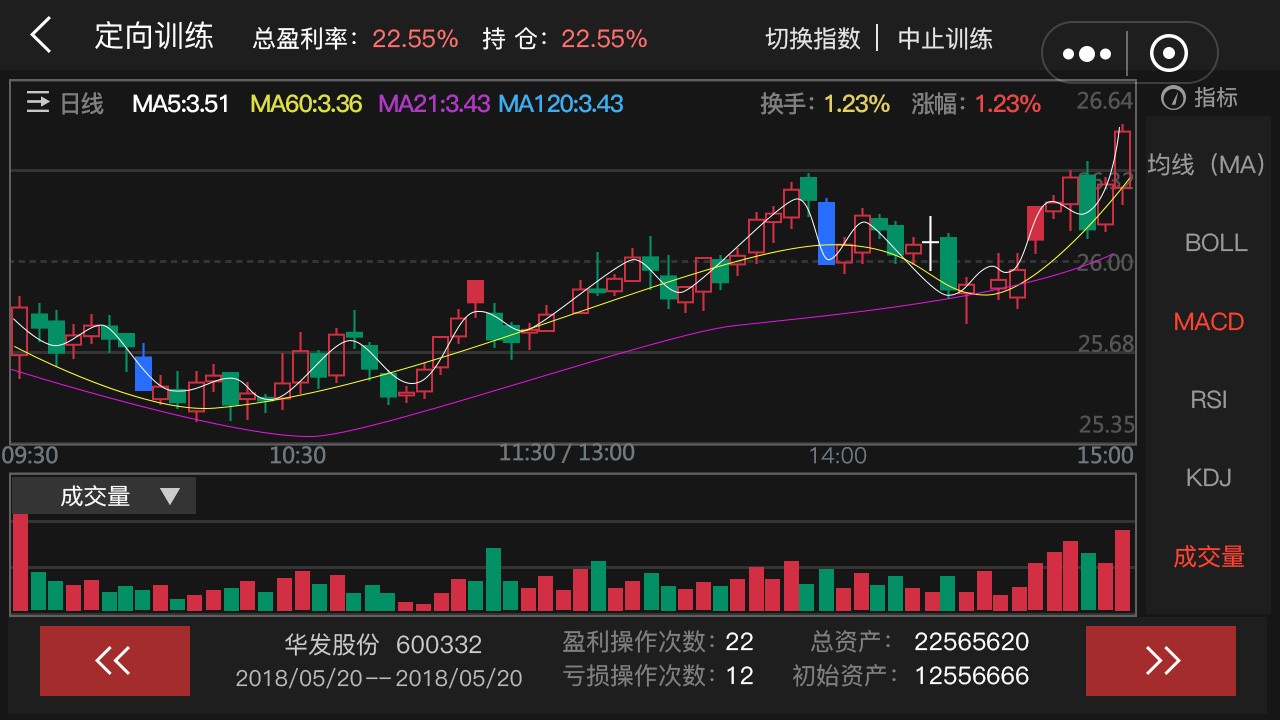 定向训练 总盈利率：22.55% 持 仓：22.55% 切换指数 | 中止训练
日线 MA5:3.51 MA60:3.36 MA21:3.43 MA120:3.43 换手：1.23% 涨幅：1.23% 26.64 指标
均线（MA）
26.32
BOLL
26.00
MACD
25.68
RSI
25.35
09:30 10:30 11:30 / 13:00 14:00 15:00
KDJ
成交量 ▼
成交量
华发股份 600332 盈利操作次数：22 总资产：22565620
2018/05/20--2018/05/20 亏损操作次数：12 初始资产：12556666